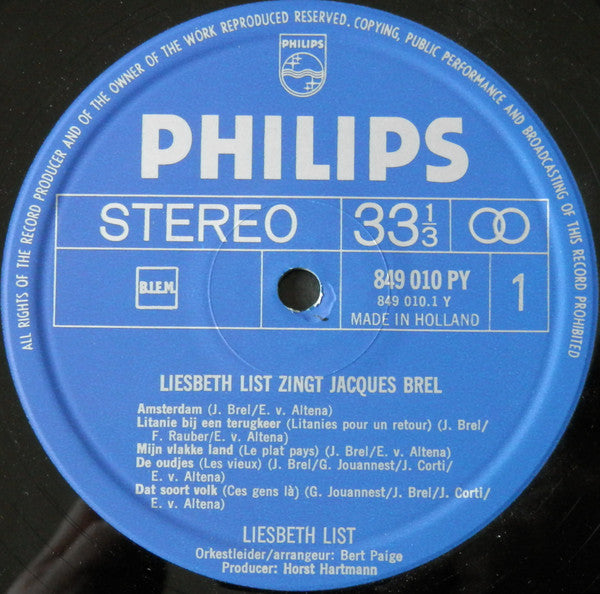 ALL RIGHTS OF THE RECORD PRODUCER AND OF THE OWNER OF THE WORK REPRODUCED RESERVED. COPYING, PUBLIC PERFORMANCE AND BROADCASTING OF THIS RECORD PROHIBITED
PHILIPS
PHILIPS
STEREO 33⅓
B.I.E.M. 849 010 PY 1
849 010.1 Y
MADE IN HOLLAND
LIESBETH LIST ZINGT JACQUES BREL
Amsterdam (J. Brel/E. v. Altena)
Litanie bij een terugkeer (Litanies pour un retour) (J. Brel/
F. Rauber/E. v. Altena)
Mijn vlakke land (Le plat pays) (J. Brel/E. v. Altena)
De oudjes (Les vieux) (J. Brel/G. Jouannest/J. Corti/
E. v. Altena)
Dat soort volk (Ces gens là) (G. Jouannest/J. Brel/J. Corti/
E. v. Altena)
LIESBETH LIST
Orkestleider/arrangeur: Bert Paige
Producer: Horst Hartmann